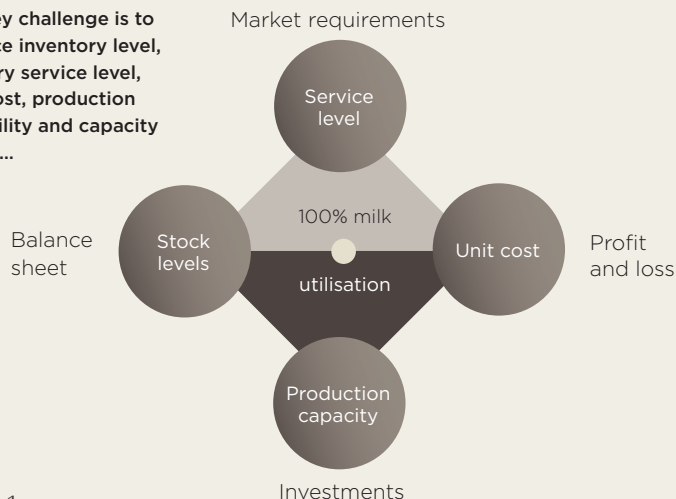 ey challenge is to
ce inventory level,
ry service level,
ost, production
ility and capacity
...
Market requirements
Service
level
100% milk
Balance
sheet
Stock
levels
Unit cost
Profit
and loss
utilisation
Production
capacity
Investments